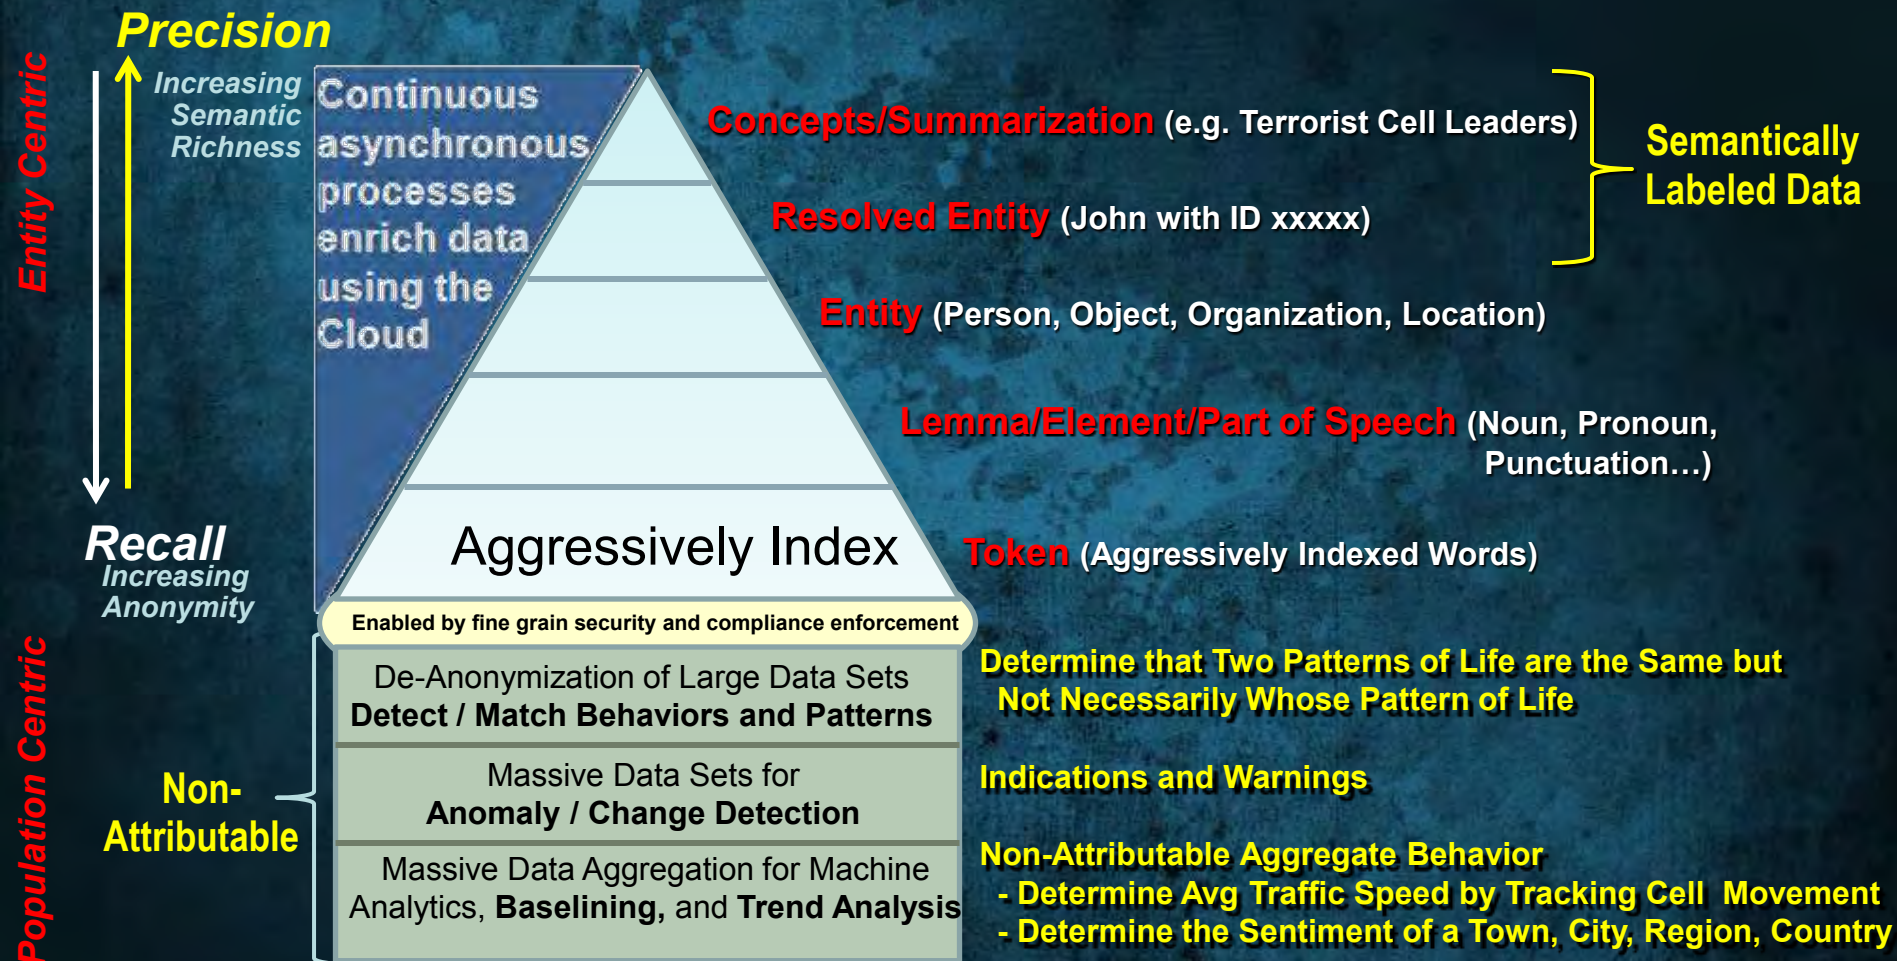 Precision
Entity Centric
Increasing
Semantic
Richness
Continuous
asynchronous
processes
enrich data
using the
Cloud
Concepts/Summarization (e.g. Terrorist Cell Leaders)
Semantically
Labeled Data
Resolved Entity (John with ID xxxxx)
Entity (Person, Object, Organization, Location)
Lemma/Element/Part of Speech (Noun, Pronoun,
Punctuation…)
Recall
Increasing
Anonymity
Aggressively Index
Token (Aggressively Indexed Words)
Enabled by fine grain security and compliance enforcement
Population Centric
Non-
Attributable
De-Anonymization of Large Data Sets
Detect / Match Behaviors and Patterns
Determine that Two Patterns of Life are the Same but
Not Necessarily Whose Pattern of Life
Massive Data Sets for
Anomaly / Change Detection
Indications and Warnings
Massive Data Aggregation for Machine
Analytics, Baselining, and Trend Analysis
Non-Attributable Aggregate Behavior
- Determine Avg Traffic Speed by Tracking Cell Movement
- Determine the Sentiment of a Town, City, Region, Country